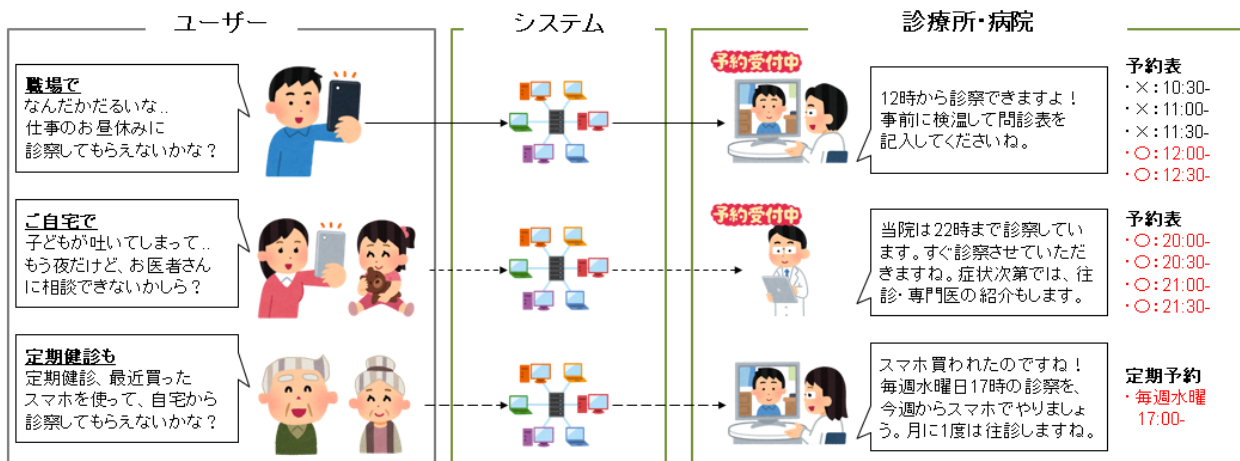 ユーザー
システム
診療所・病院
職場で
なんだかだるいな..
仕事のお昼休みに
診察してもらえないかな？
予約受付中
12時から診察できますよ！
事前に検温して問診表を
記入してくださいね。
予約表
・×：10:30-
・×：11:00-
・×：11:30-
・〇：12:00-
・〇：12:30-
ご自宅で
子どもが吐いてしまって..
もう夜だけど、お医者さん
に相談できないかしら？
予約受付中
当院は22時まで診察してい
ます。すぐ診察させていただ
きますね。症状次第では、往
診・専門医の紹介もします。
予約表
・〇：20:00-
・〇：20:30-
・〇：21:00-
・〇：21:30-
定期健診も
定期健診、最近買った
スマホを使って、自宅から
診察してもらえないかな？
スマホ買われたのですね！
毎週水曜日17時の診察を、
今週からスマホでやりましょ
う。月に1度は往診しますね。
定期予約
・毎週水曜
17:00-